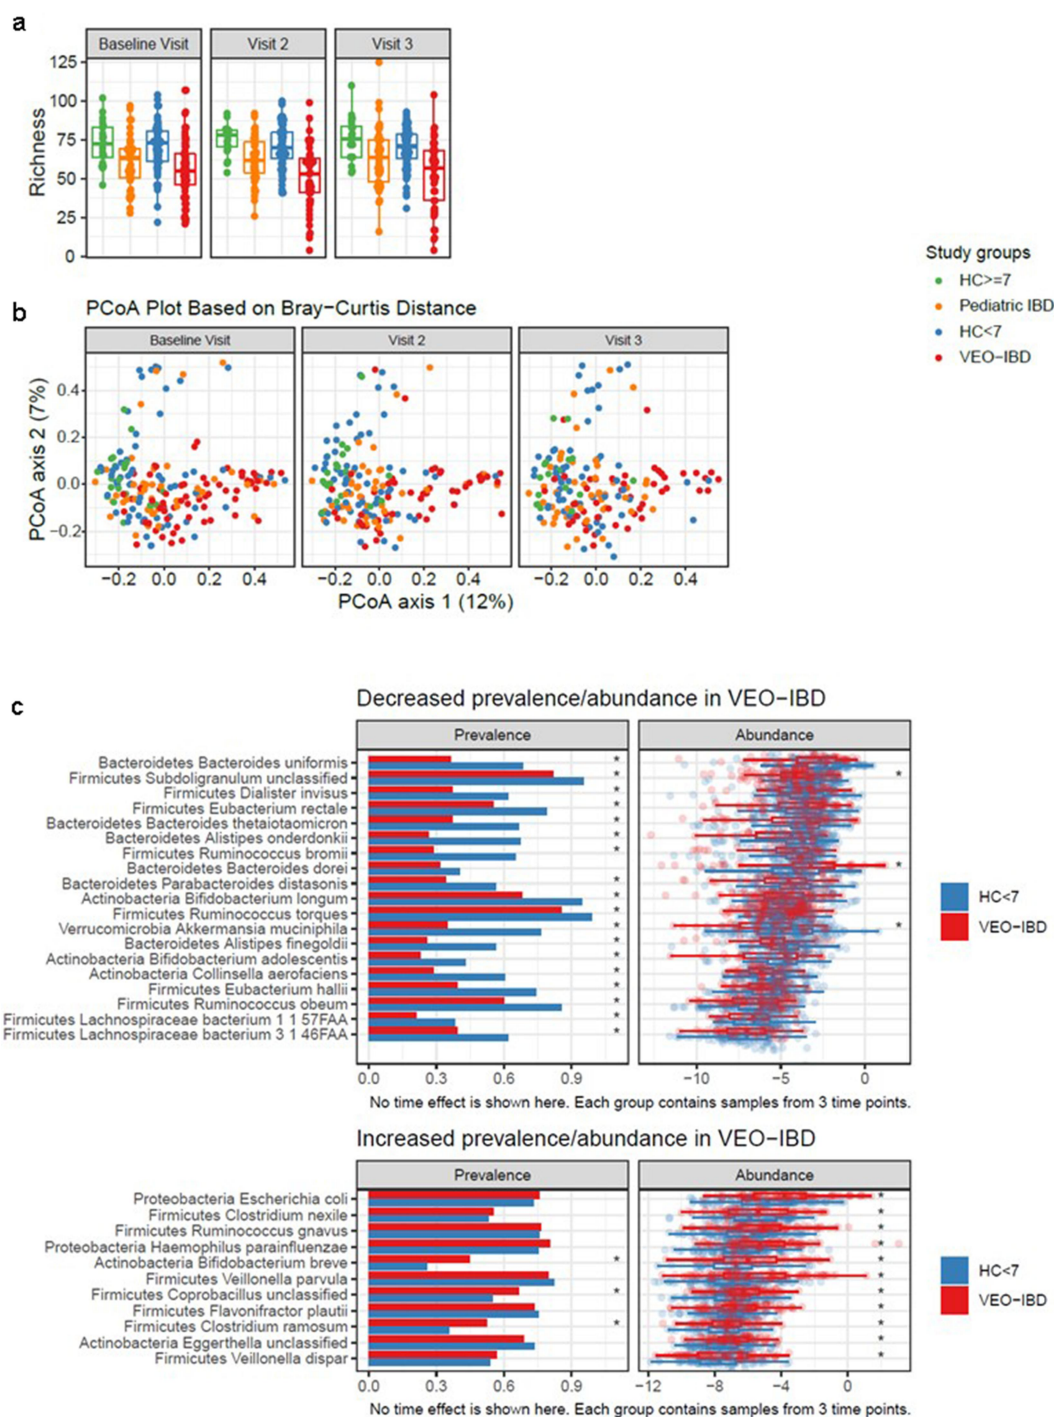 a
Baseline Visit
Visit 2
Visit 3
125
100
75
50
25
0
Richness
Study groups
HC>=7
Pediatric IBD
HC<7
VEO−IBD
b
PCoA Plot Based on Bray−Curtis Distance
Baseline Visit
Visit 2
Visit 3
0.4
0.2
0.0
−0.2
PCoA axis 2 (7%)
−0.2 0.0 0.2 0.4
−0.2 0.0 0.2 0.4
−0.2 0.0 0.2 0.4
PCoA axis 1 (12%)
c
Decreased prevalence/abundance in VEO−IBD
Prevalence
Abundance
Bacteroidetes Bacteroides uniformis
Firmicutes Subdoligranulum unclassified
Firmicutes Dialister invisus
Firmicutes Eubacterium rectale
Bacteroidetes Bacteroides thetaiotaomicron
Bacteroidetes Alistipes onderdonkii
Firmicutes Ruminococcus bromii
Bacteroidetes Bacteroides dorei
Bacteroidetes Parabacteroides distasonis
Actinobacteria Bifidobacterium longum
Firmicutes Ruminococcus torques
Verrucomicrobia Akkermansia muciniphila
Bacteroidetes Alistipes finegoldii
Actinobacteria Bifidobacterium adolescentis
Actinobacteria Collinsella aerofaciens
Firmicutes Eubacterium hallii
Firmicutes Ruminococcus obeum
Firmicutes Lachnospiraceae bacterium 1 1 57FAA
Firmicutes Lachnospiraceae bacterium 3 1 46FAA
0.0 0.3 0.6 0.9
−10 −5 0
No time effect is shown here. Each group contains samples from 3 time points.
HC<7
VEO−IBD
Increased prevalence/abundance in VEO−IBD
Prevalence
Abundance
Proteobacteria Escherichia coli
Firmicutes Clostridium nexile
Firmicutes Ruminococcus gnavus
Proteobacteria Haemophilus parainfluenzae
Actinobacteria Bifidobacterium breve
Firmicutes Veillonella parvula
Firmicutes Coprobacillus unclassified
Firmicutes Flavonifractor plautii
Firmicutes Clostridium ramosum
Actinobacteria Eggerthella unclassified
Firmicutes Veillonella dispar
0.0 0.3 0.6 0.9
−12 −8 −4 0
No time effect is shown here. Each group contains samples from 3 time points.
HC<7
VEO−IBD